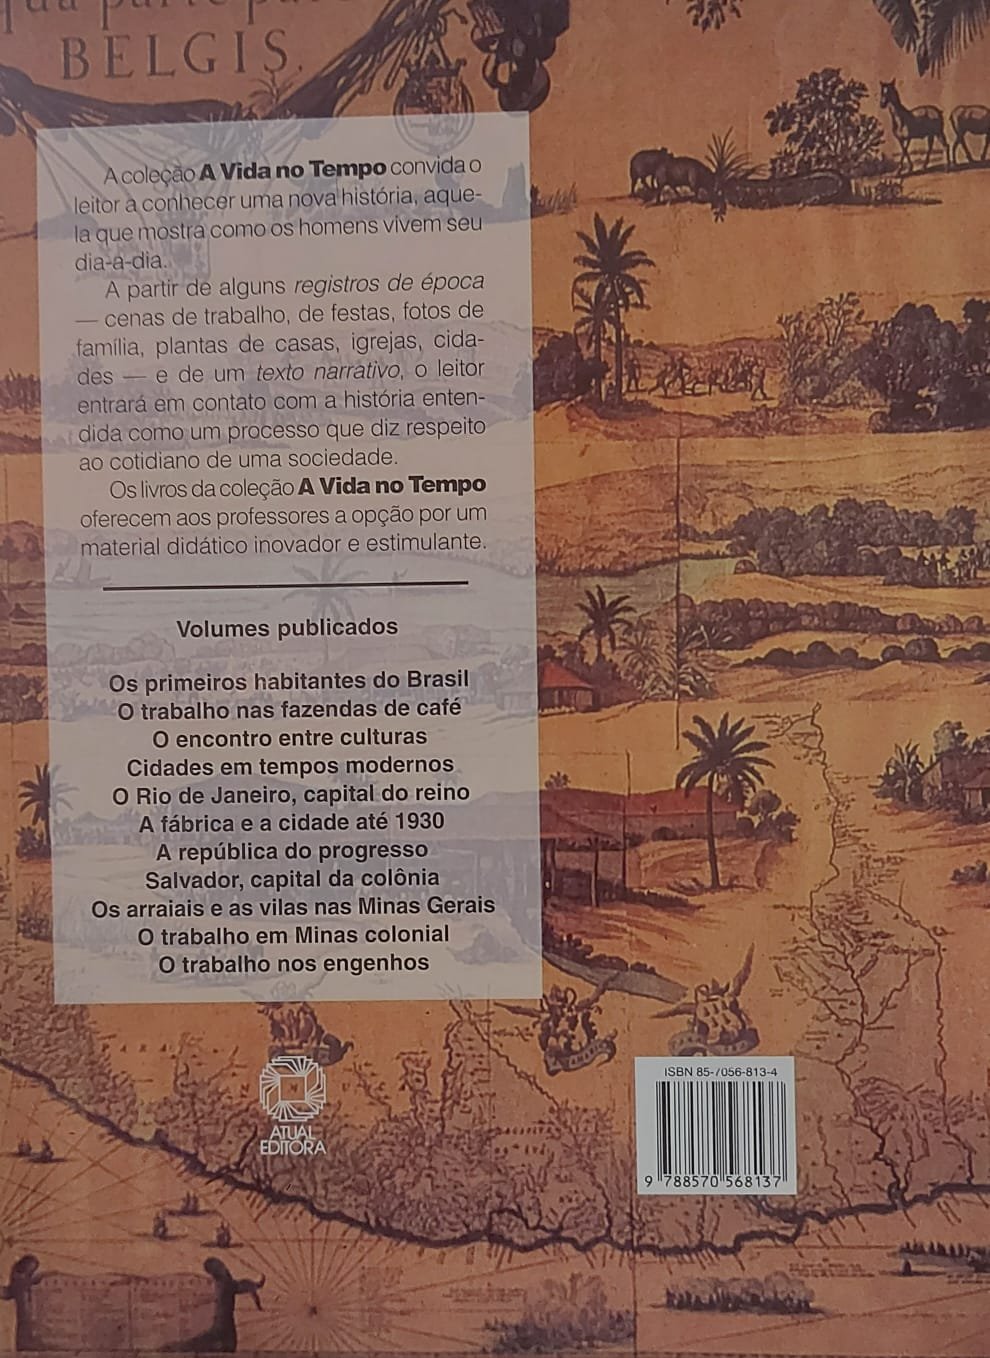 BELGIS.
A coleção A Vida no Tempo convida o
leitor a conhecer uma nova história, aque-
la que mostra como os homens vivem seu
dia-a-dia.
A partir de alguns registros de época
— cenas de trabalho, de festas, fotos de
família, plantas de casas, igrejas, cida-
des — e de um texto narrativo, o leitor
entrará em contato com a história enten-
dida como um processo que diz respeito
ao cotidiano de uma sociedade.
Os livros da coleção A Vida no Tempo
oferecem aos professores a opção por um
material didático inovador e estimulante.
Volumes publicados
Os primeiros habitantes do Brasil
O trabalho nas fazendas de café
O encontro entre culturas
Cidades em tempos modernos
O Rio de Janeiro, capital do reino
A fábrica e a cidade até 1930
A república do progresso
Salvador, capital da colônia
Os arraiais e as vilas nas Minas Gerais
O trabalho em Minas colonial
O trabalho nos engenhos
ATUAL
EDITORA
ISBN 85-7056-813-4
9 788570 568137